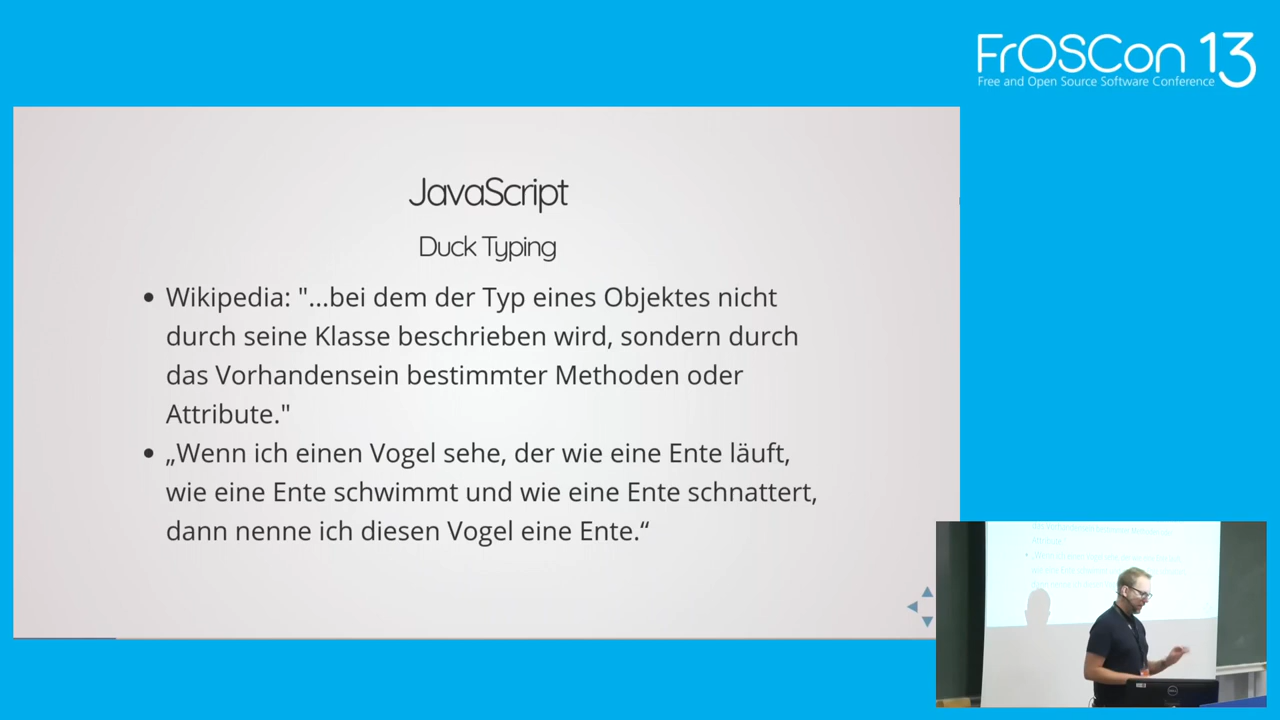 FrOSCon 13
Free and Open Source Software Conference
JavaScript
Duck Typing
• Wikipedia: "...bei dem der Typ eines Objektes nicht
durch seine Klasse beschrieben wird, sondern durch
das Vorhandensein bestimmter Methoden oder
Attribute."
• „Wenn ich einen Vogel sehe, der wie eine Ente läuft,
wie eine Ente schwimmt und wie eine Ente schnattert,
dann nenne ich diesen Vogel eine Ente.“